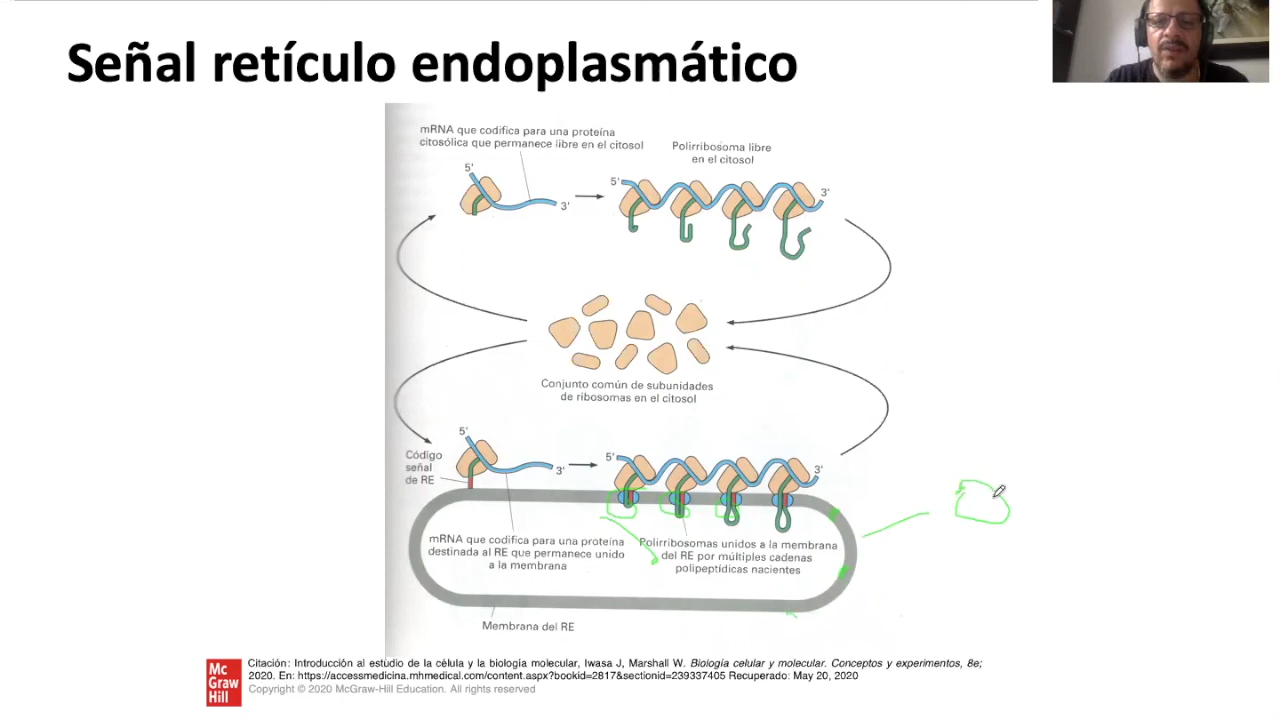 Señal retículo endoplasmático
mRNA que codifica para una proteína
citosólica que permanece libre en el citosol
Polirribosoma libre
en el citosol
5'
3'
5'
3'
Conjunto común de subunidades
de ribosomas en el citosol
5'
Código
señal
de RE
3'
5'
3'
mRNA que codifica para una proteína
destinada al RE que permanece unido
a la membrana
Polirribosomas unidos a la membrana
del RE por múltiples cadenas
polipeptídicas nacientes
Membrana del RE
Mc
Graw
Hill
Citación: Introducción al estudio de la célula y la biología molecular, Iwasa J, Marshall W. Biología celular y molecular. Conceptos y experimentos, 8e;
2020. En: https://accessmedicina.mhmedical.com/content.aspx?bookid=2817&sectionid=239337405 Recuperado: May 20, 2020
Copyright © 2020 McGraw-Hill Education. All rights reserved